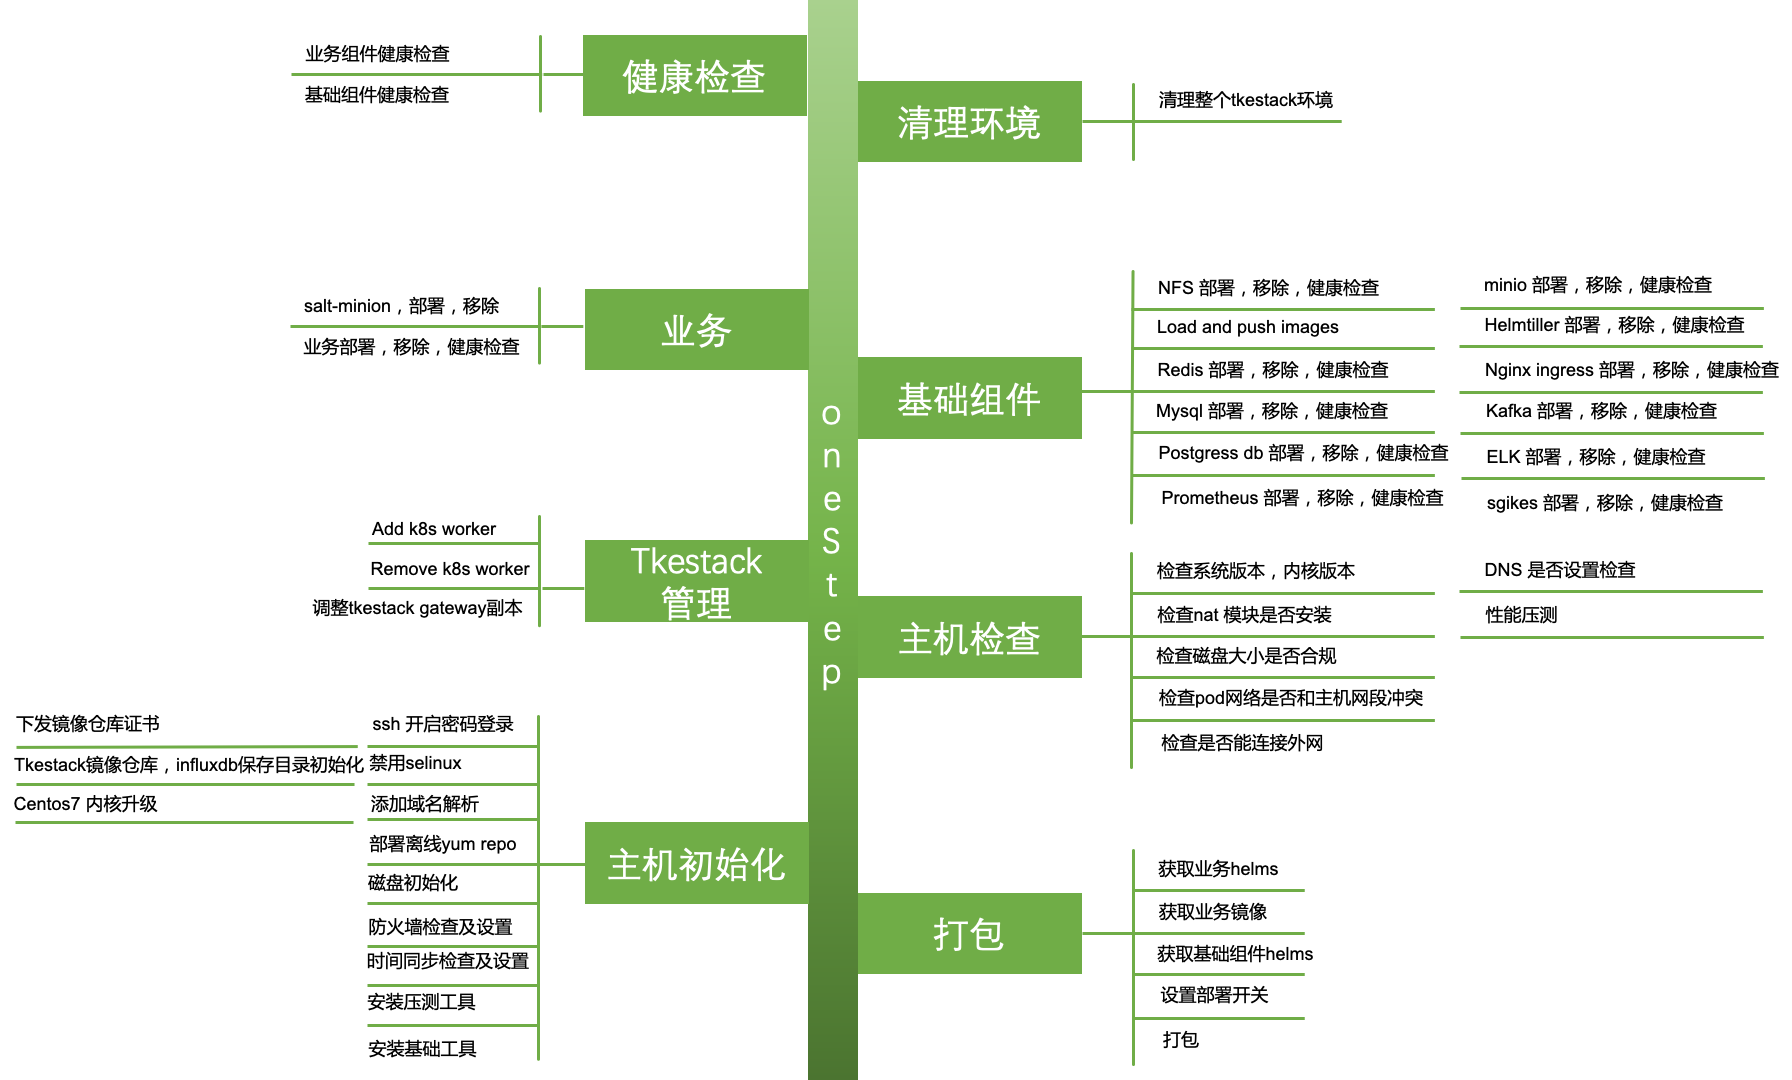 健康检查
业务组件健康检查
基础组件健康检查
清理环境
清理整个tkestack环境
业务
salt-minion，部署，移除
业务部署，移除，健康检查
基础组件
NFS 部署，移除，健康检查
Load and push images
Redis 部署，移除，健康检查
Mysql 部署，移除，健康检查
Postgress db 部署，移除，健康检查
Prometheus 部署，移除，健康检查
minio 部署，移除，健康检查
Helmtiller 部署，移除，健康检查
Nginx ingress 部署，移除，健康检查
Kafka 部署，移除，健康检查
ELK 部署，移除，健康检查
sgikes 部署，移除，健康检查
oneStep
Tkestack
管理
Add k8s worker
Remove k8s worker
调整tkestack gateway副本
主机检查
检查系统版本，内核版本
检查nat 模块是否安装
检查磁盘大小是否合规
检查pod网络是否和主机网段冲突
检查是否能连接外网
DNS 是否设置检查
性能压测
主机初始化
ssh 开启密码登录
禁用selinux
添加域名解析
部署离线yum repo
磁盘初始化
防火墙检查及设置
时间同步检查及设置
安装压测工具
安装基础工具
下发镜像仓库证书
Tkestack镜像仓库，influxdb保存目录初始化
Centos7 内核升级
打包
获取业务helms
获取业务镜像
获取基础组件helms
设置部署开关
打包